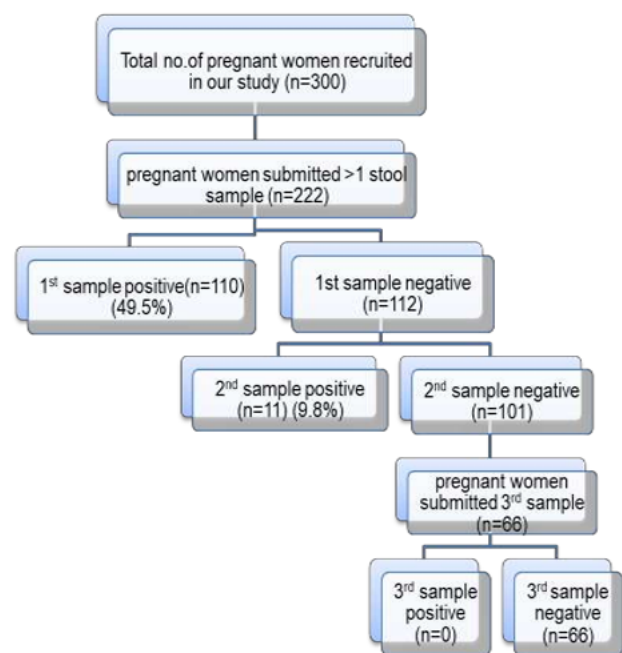 Total no.of pregnant women recruited
in our study (n=300)
pregnant women submitted >1 stool
sample (n=222)
1st sample positive(n=110)
(49.5%)
1st sample negative
(n=112)
2nd sample positive
(n=11) (9.8%)
2nd sample negative
(n=101)
pregnant women
submitted 3rd sample
(n=66)
3rd sample
positive
(n=0)
3rd sample
negative
(n=66)